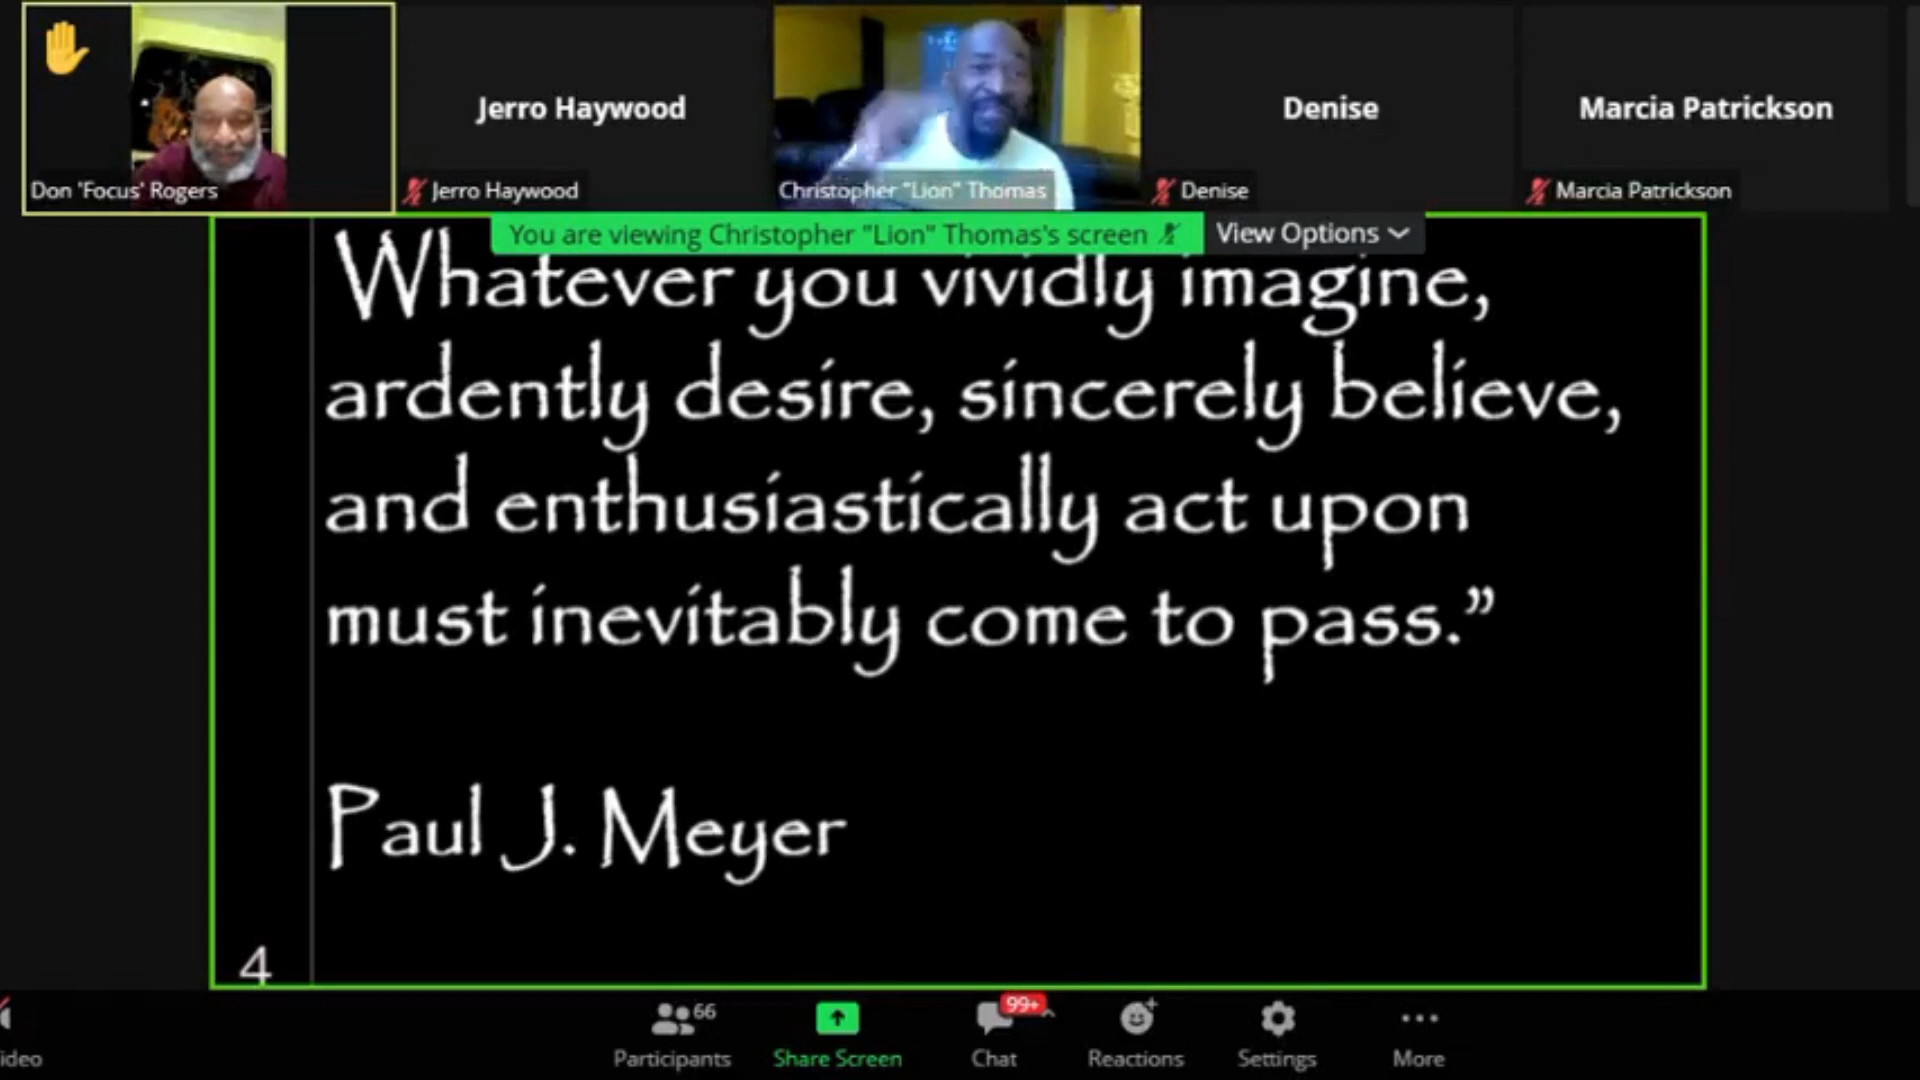 Jerro Haywood
Denise
Marcia Patrickson
Don 'Focus' Rogers
Jerro Haywood
Christopher "Lion" Thomas
Denise
Marcia Patrickson
You are viewing Christopher "Lion" Thomas's screen
View Options
Whatever you vividly imagine,
ardently desire, sincerely believe,
and enthusiastically act upon
must inevitably come to pass.”
Paul J. Meyer
4
ideo
66
Participants
Share Screen
99+
Chat
Reactions
Settings
More